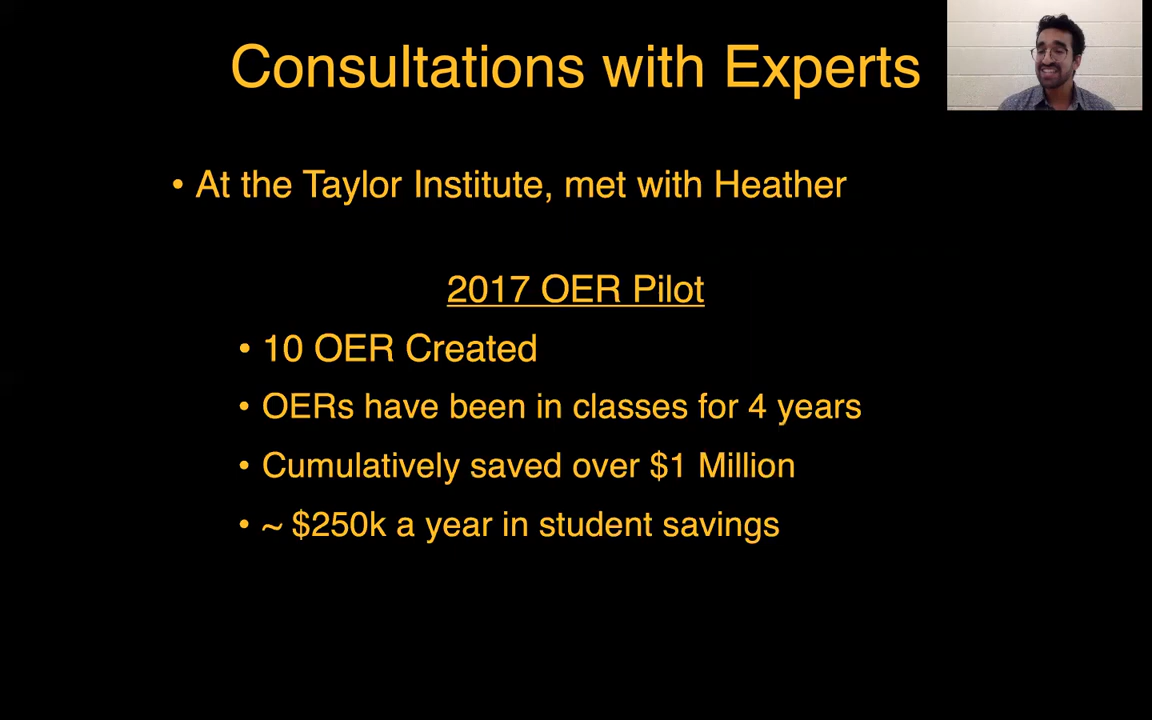 Consultations with Experts
• At the Taylor Institute, met with Heather
2017 OER Pilot
• 10 OER Created
• OERs have been in classes for 4 years
• Cumulatively saved over $1 Million
• ~ $250k a year in student savings